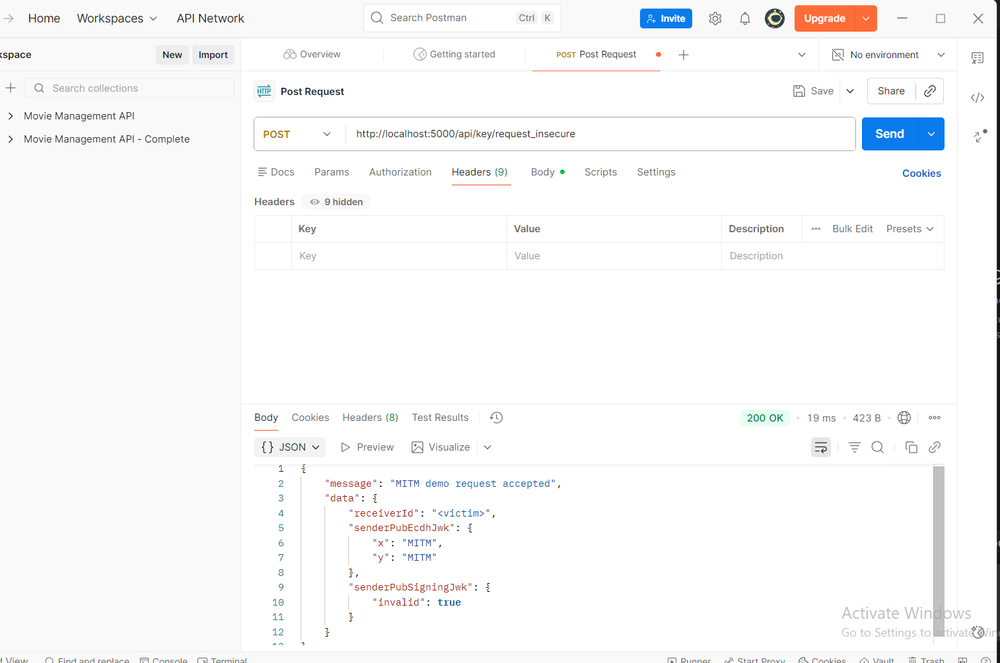 Home Workspaces API Network Search Postman Ctrl K Invite Upgrade
kspace New Import Overview Getting started POST Post Request No environment
Search collections
HTTP Post Request Save Share
Movie Management API
Movie Management API - Complete
POST http://localhost:5000/api/key/request_insecure Send
Docs Params Authorization Headers (9) Body Scripts Settings Cookies
Headers 9 hidden
Key Value Description Bulk Edit Presets
Key Value Description
Body Cookies Headers (8) Test Results 200 OK 19 ms 423 B
{} JSON Preview Visualize
1 {
2 "message": "MITM demo request accepted",
3 "data": {
4 "receiverId": "<victim>",
5 "senderPubEcdhJwk": {
6 "x": "MITM",
7 "y": "MITM"
8 },
9 "senderPubSigningJwk": {
10 "invalid": true
11 }
12 }
13 }
Activate Windows
Go to Settings to activate Win
d View Find and replace Console Terminal Runner Start Proxy Cookies Vault Trash